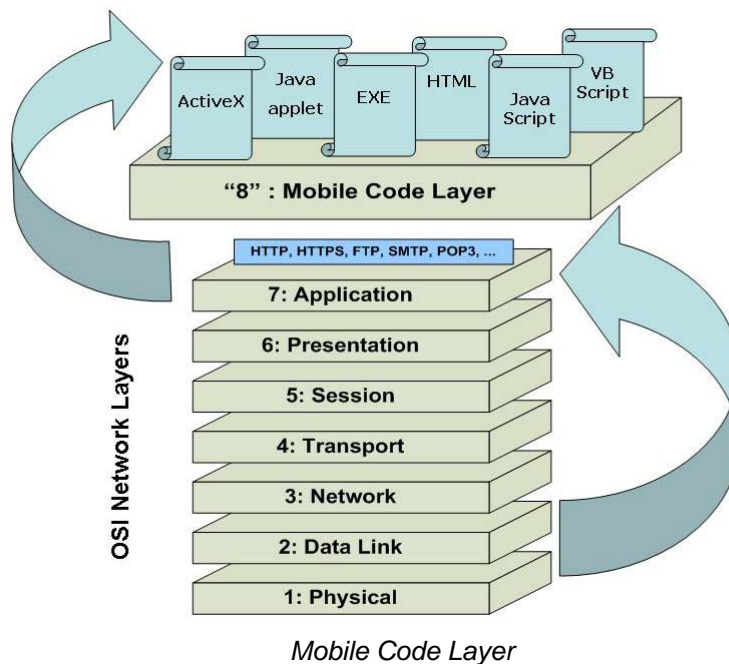 ActiveX
Java
applet
EXE
HTML
Java
Script
VB
Script
“8” : Mobile Code Layer
HTTP, HTTPS, FTP, SMTP, POP3, ...
7: Application
6: Presentation
5: Session
4: Transport
3: Network
2: Data Link
1: Physical
OSI Network Layers
Mobile Code Layer